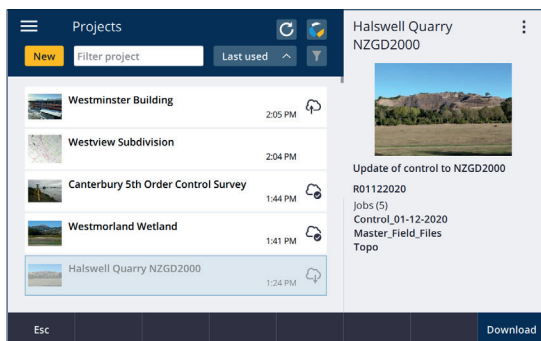 Projects
New
Filter project
Last used
Westminster Building
2:05 PM
Westview Subdivision
2:04 PM
Canterbury 5th Order Control Survey
1:44 PM
Westmorland Wetland
1:41 PM
Halswell Quarry NZGD2000
1:24 PM
Halswell Quarry
NZGD2000
Update of control to NZGD2000
R01122020
Jobs (5)
Control_01-12-2020
Master_Field_Files
Topo
Esc
Download